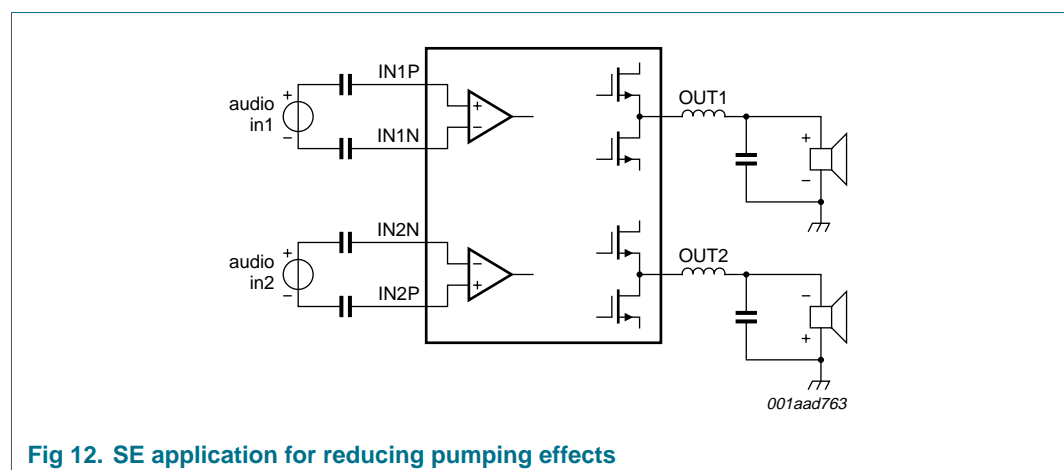 IN1P
audio
in1
+
−
IN1N
+
−
OUT1
+
−
IN2N
audio
in2
+
−
IN2P
−
+
OUT2
−
+
001aad763
Fig 12. SE application for reducing pumping effects